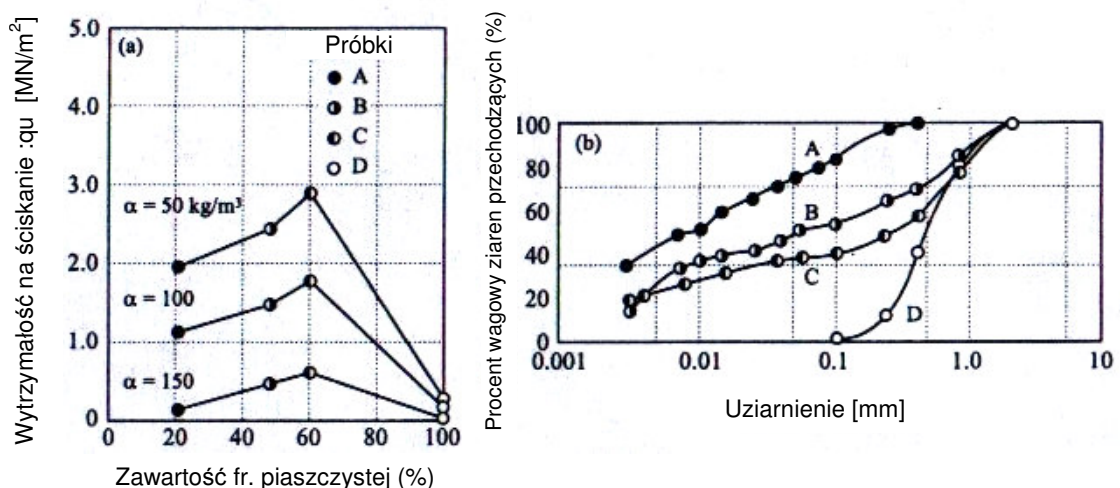 Wytrzymałość na ściskanie :qu [MN/m²]
5.0
4.0
3.0
2.0
1.0
0
(a)
Próbki
A
B
C
D
α = 50 kg/m³
α = 100
α = 150
0 20 40 60 80 100
Zawartość fr. piaszczystej (%)
Procent wagowy ziaren przechodzących (%)
100
80
60
40
20
0
(b)
A
B
C
D
0.001 0.01 0.1 1.0 10
Uziarnienie [mm]